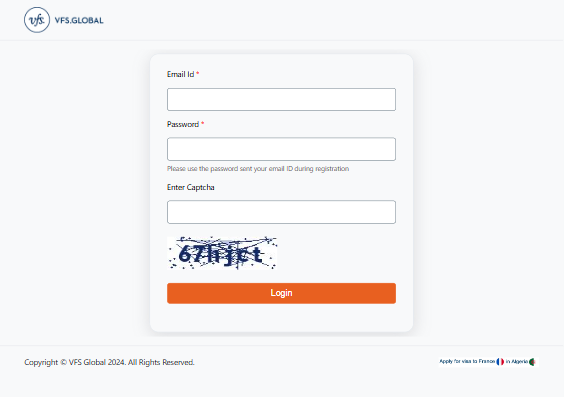 vfs. VFS.GLOBAL
Email Id *
Password *
Please use the password sent your email ID during registration.
Enter Captcha
Login
Copyright © VFS Global 2024. All Rights Reserved.
Apply for visa to France in Algeria